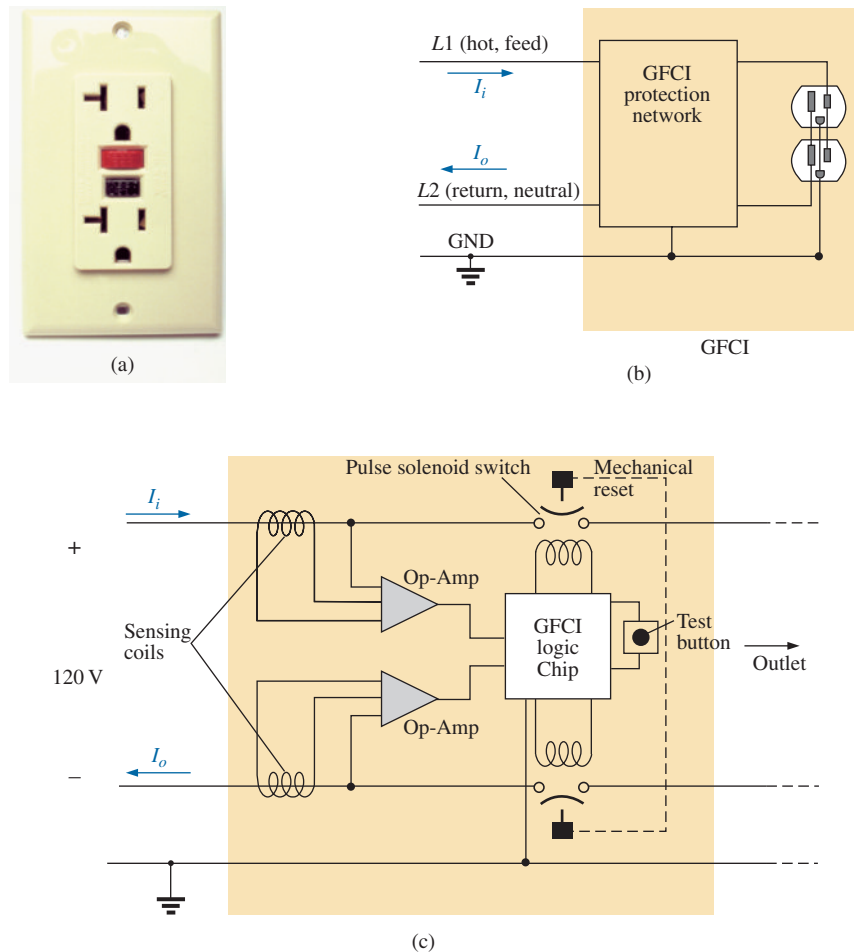 (a)
L1 (hot, feed)
I_i
GFCI
protection
network
I_o
L2 (return, neutral)
GND
GFCI
(b)
Pulse solenoid switch
Mechanical
reset
I_i
+
Op-Amp
Sensing
coils
GFCI
logic
Chip
Test
button
120 V
Outlet
Op-Amp
I_o
−
(c)